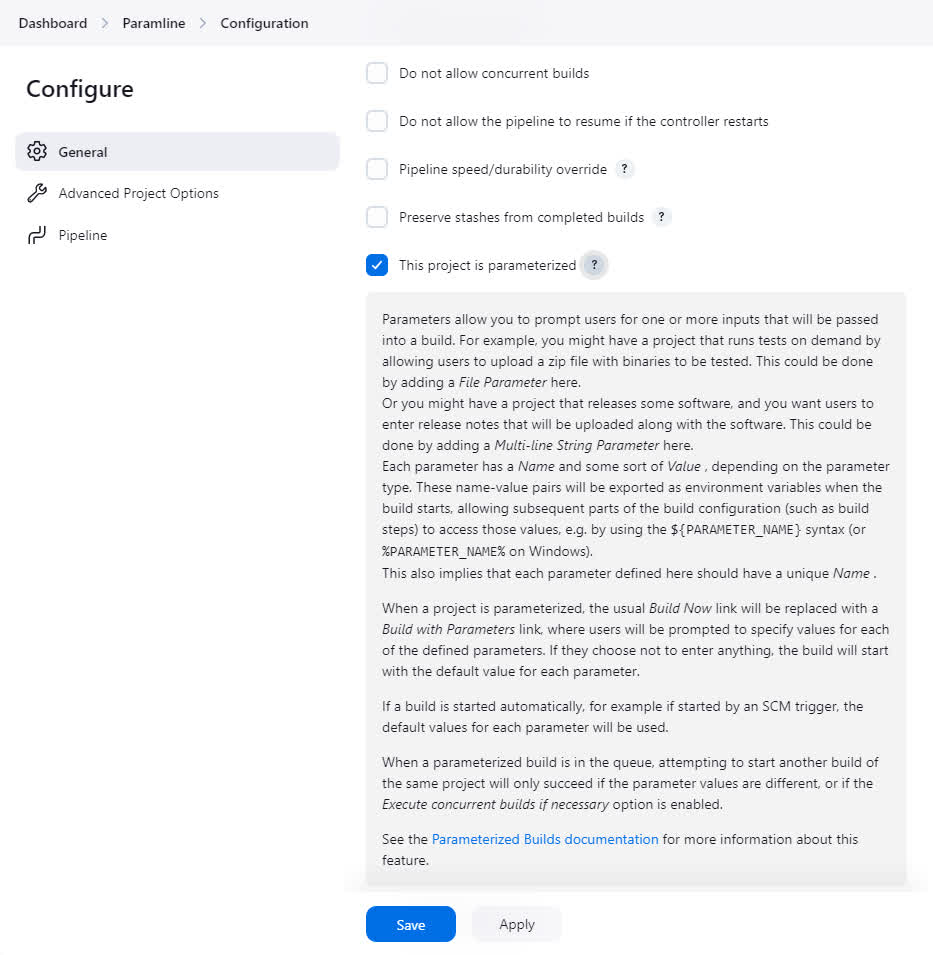 Dashboard > Paramline > Configuration
Configure
General
Advanced Project Options
Pipeline
Do not allow concurrent builds
Do not allow the pipeline to resume if the controller restarts
Pipeline speed/durability override ?
Preserve stashes from completed builds ?
This project is parameterized ?
Parameters allow you to prompt users for one or more inputs that will be passed
into a build. For example, you might have a project that runs tests on demand by
allowing users to upload a zip file with binaries to be tested. This could be done
by adding a File Parameter here.
Or you might have a project that releases some software, and you want users to
enter release notes that will be uploaded along with the software. This could be
done by adding a Multi-line String Parameter here.
Each parameter has a Name and some sort of Value , depending on the parameter
type. These name-value pairs will be exported as environment variables when the
build starts, allowing subsequent parts of the build configuration (such as build
steps) to access those values, e.g. by using the ${PARAMETER_NAME} syntax (or
%PARAMETER_NAME% on Windows).
This also implies that each parameter defined here should have a unique Name .
When a project is parameterized, the usual Build Now link will be replaced with a
Build with Parameters link, where users will be prompted to specify values for each
of the defined parameters. If they choose not to enter anything, the build will start
with the default value for each parameter.
If a build is started automatically, for example if started by an SCM trigger, the
default values for each parameter will be used.
When a parameterized build is in the queue, attempting to start another build of
the same project will only succeed if the parameter values are different, or if the
Execute concurrent builds if necessary option is enabled.
See the Parameterized Builds documentation for more information about this
feature.
Save
Apply